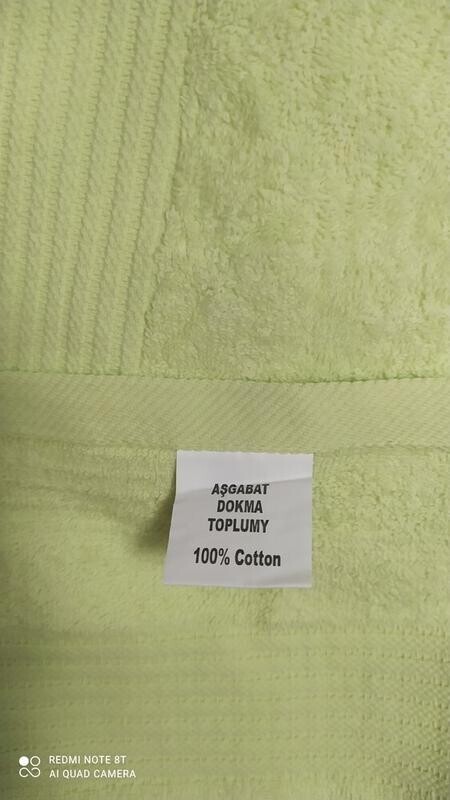 AŞGABAT
DOKMA
TOPLUMY
100% Cotton
REDMI NOTE 8T
AI QUAD CAMERA